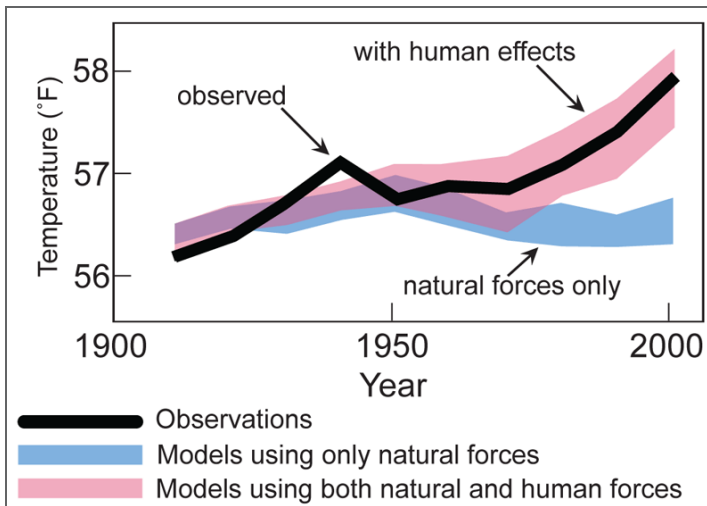 with human effects
observed
Temperature (˚F)
58
57
56
natural forces only
1900
1950
2000
Year
Observations
Models using only natural forces
Models using both natural and human forces